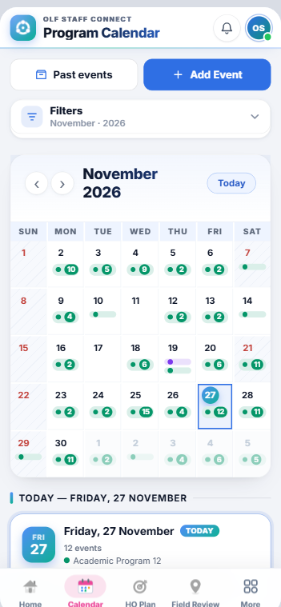 OLF STAFF CONNECT
Program Calendar
OS
Past events
+ Add Event
Filters
November · 2026
November 2026
Today
SUN MON TUE WED THU FRI SAT
1 2 3 4 5 6 7
10 5 9 2 2
8 9 10 11 12 13 14
4 2 2
15 16 17 18 19 20 21
2 6 6 11
22 23 24 25 26 27 28
2 2 15 4 12 11
29 30 1 2 3 4 5
11 2 4 6 5
TODAY — FRIDAY, 27 NOVEMBER
FRI
27
Friday, 27 November TODAY
12 events
Academic Program 12
Home Calendar HO Plan Field Review More